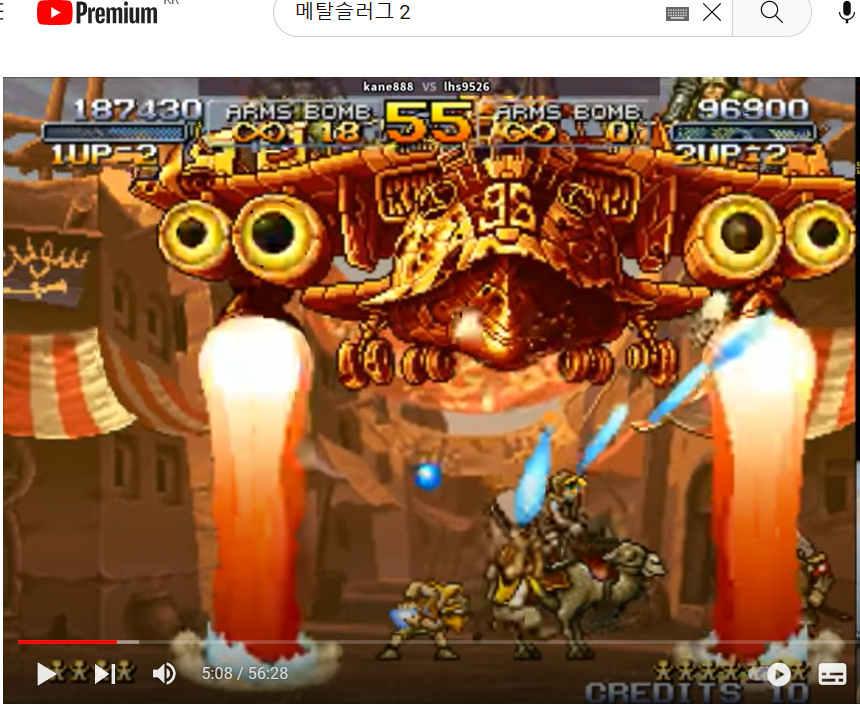 Premium KR
메탈슬러그 2
kane888 VS lhs9526
187430 ARMS BOMB 55 ARMS BOMB 96900
∞ 18 ∞ 0
1UP=2 2UP=2
96
5:08 / 56:28
CREDITS 10